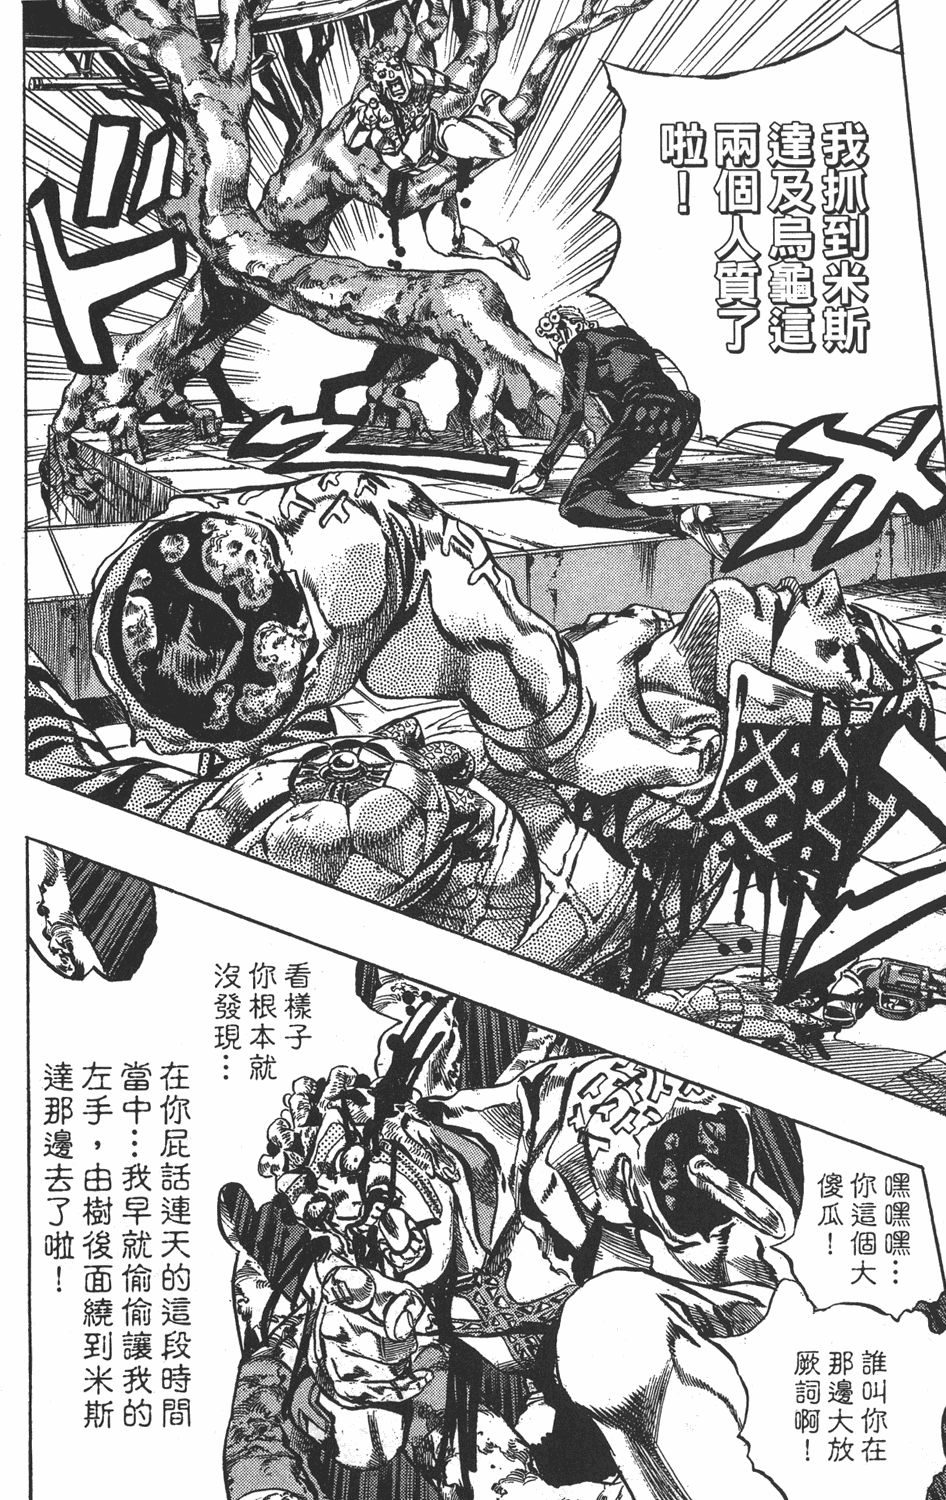 我抓到米斯
達及烏龜這
兩個人質了
啦！
ドドドド
嘿嘿嘿…
你這個大
傻瓜！
誰叫你在
那邊大放
厥詞啊！
看樣子
你根本就
沒發現…
在你屁話連天的這段時間
當中…我早就偷偷讓我的
左手，由樹後面繞到米斯
達那邊去了啦！